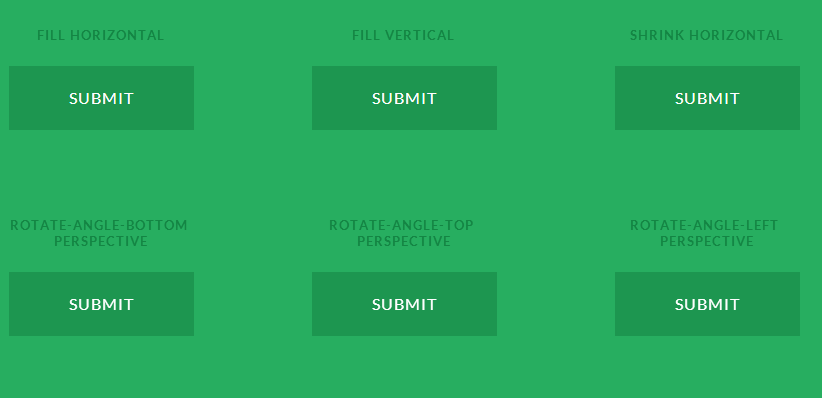 FILL HORIZONTAL
FILL VERTICAL
SHRINK HORIZONTAL
SUBMIT
SUBMIT
SUBMIT
ROTATE-ANGLE-BOTTOM
PERSPECTIVE
ROTATE-ANGLE-TOP
PERSPECTIVE
ROTATE-ANGLE-LEFT
PERSPECTIVE
SUBMIT
SUBMIT
SUBMIT